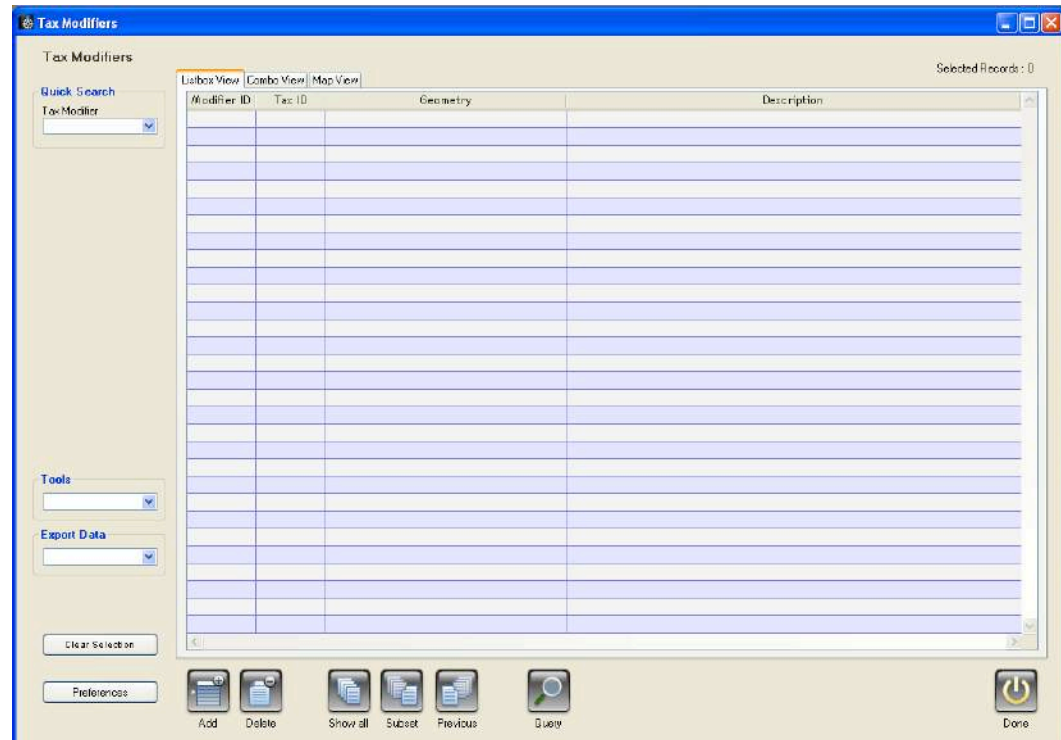 Tax Modifiers
Tax Modifiers
Selected Records : 0
Listbox View Combo View Map View
Quick Search
Tax Modifier
Modifier ID Tax ID Geometry Description
Tools
Export Data
Clear Selection
Preferences
Add Delete Show all Subset Previous Query Done